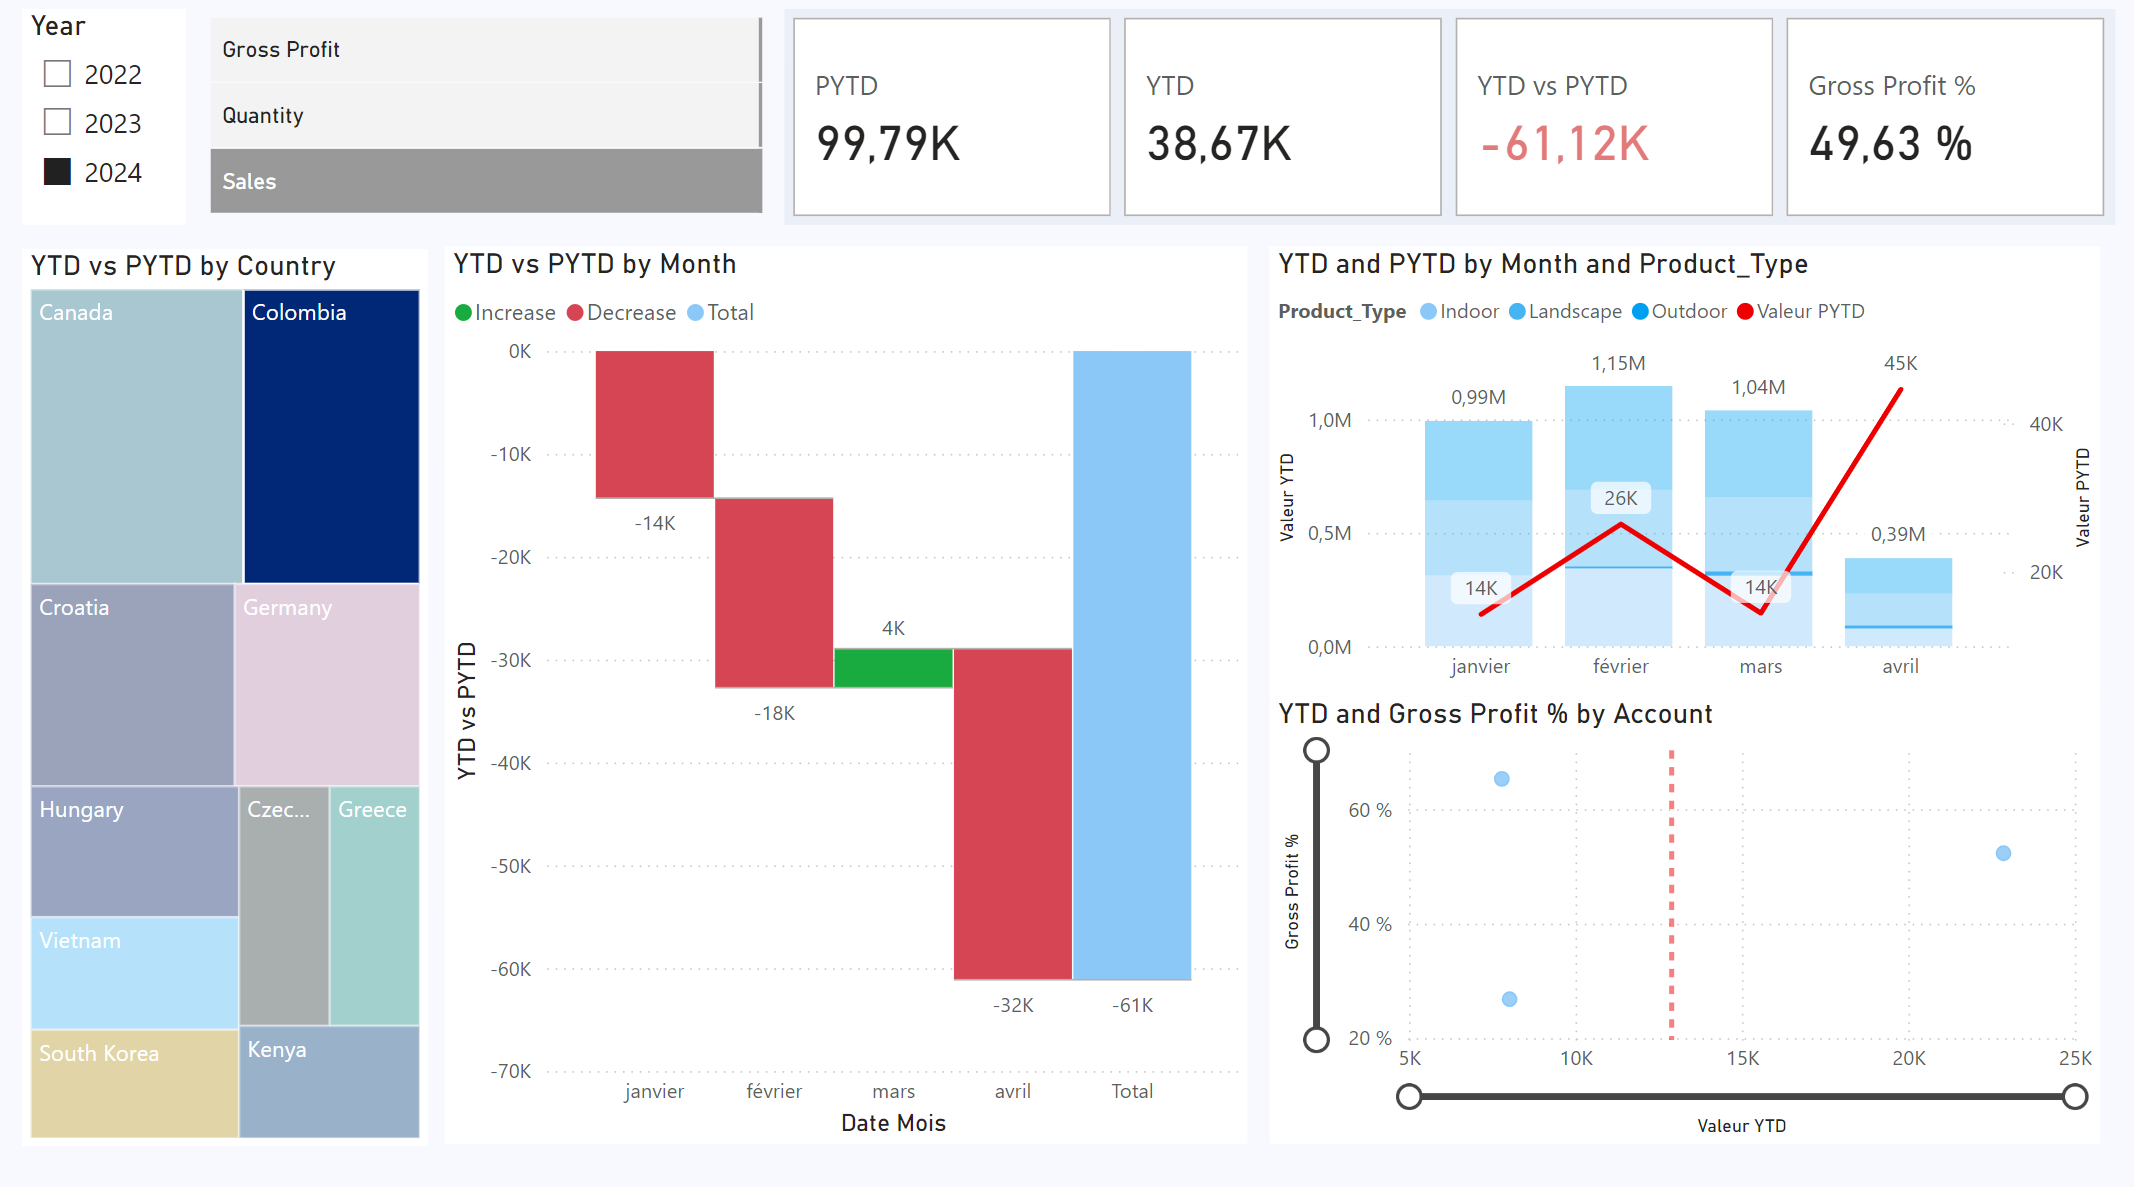 Year
2022
2023
2024
Gross Profit
Quantity
Sales
PYTD
99,79K
YTD
38,67K
YTD vs PYTD
-61,12K
Gross Profit %
49,63 %
YTD vs PYTD by Country
Canada
Colombia
Croatia
Germany
Hungary
Czec...
Greece
Vietnam
South Korea
Kenya
YTD vs PYTD by Month
Increase Decrease Total
YTD vs PYTD
0K
-10K
-20K
-30K
-40K
-50K
-60K
-70K
-14K
-18K
4K
-32K
-61K
janvier février mars avril Total
Date Mois
YTD and PYTD by Month and Product_Type
Product_Type Indoor Landscape Outdoor Valeur PYTD
Valeur YTD
1,0M
0,5M
0,0M
0,99M
1,15M
1,04M
0,39M
14K
26K
14K
45K
40K
20K
Valeur PYTD
janvier février mars avril
YTD and Gross Profit % by Account
Gross Profit %
60 %
40 %
20 %
5K 10K 15K 20K 25K
Valeur YTD